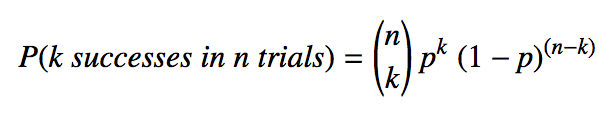 P(k successes in n trials) = (n k) p^k (1 − p)^(n−k)